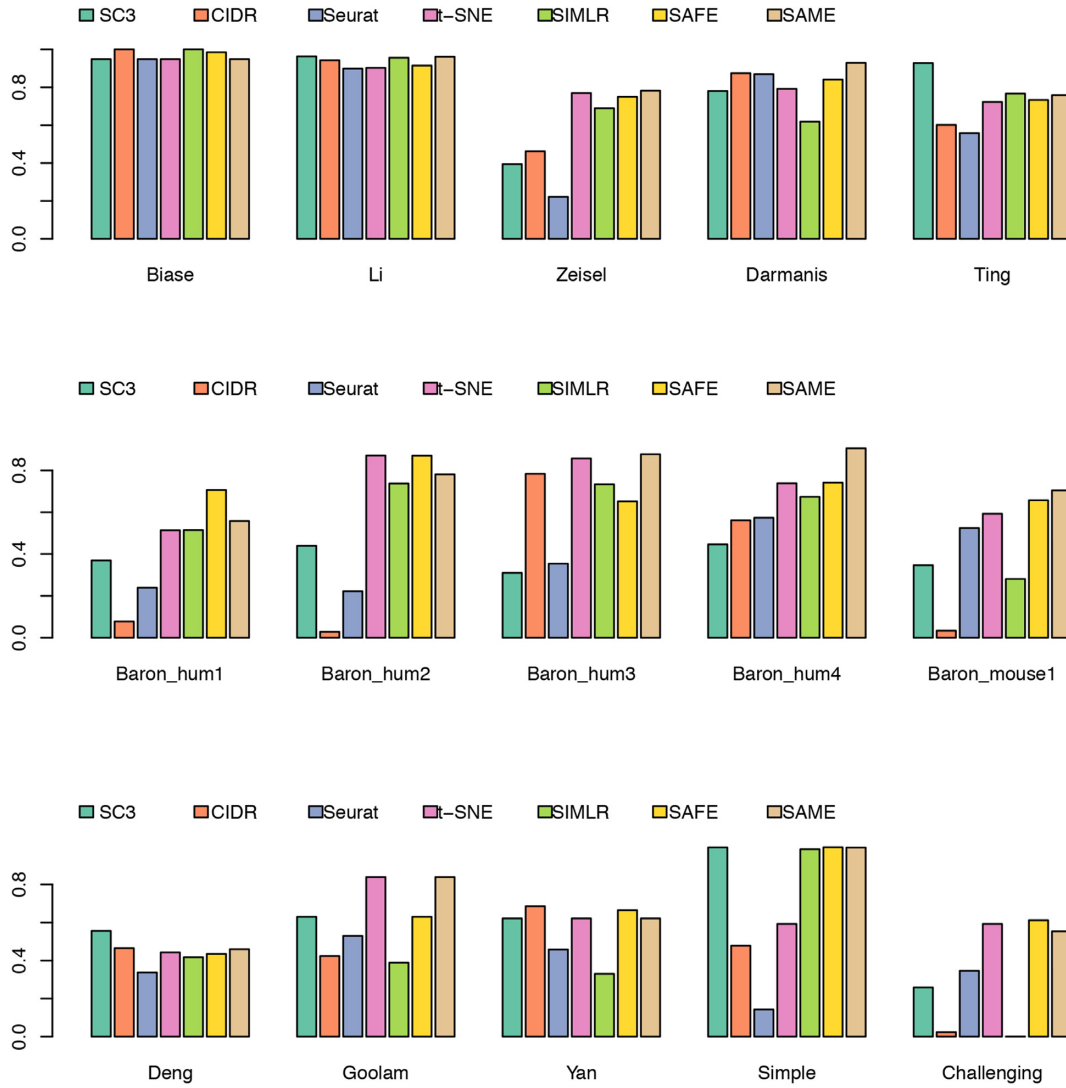 SC3 CIDR Seurat t−SNE SIMLR SAFE SAME
0.8
0.4
0.0
Biase Li Zeisel Darmanis Ting
SC3 CIDR Seurat t−SNE SIMLR SAFE SAME
0.8
0.4
0.0
Baron_hum1 Baron_hum2 Baron_hum3 Baron_hum4 Baron_mouse1
SC3 CIDR Seurat t−SNE SIMLR SAFE SAME
0.8
0.4
0.0
Deng Goolam Yan Simple Challenging